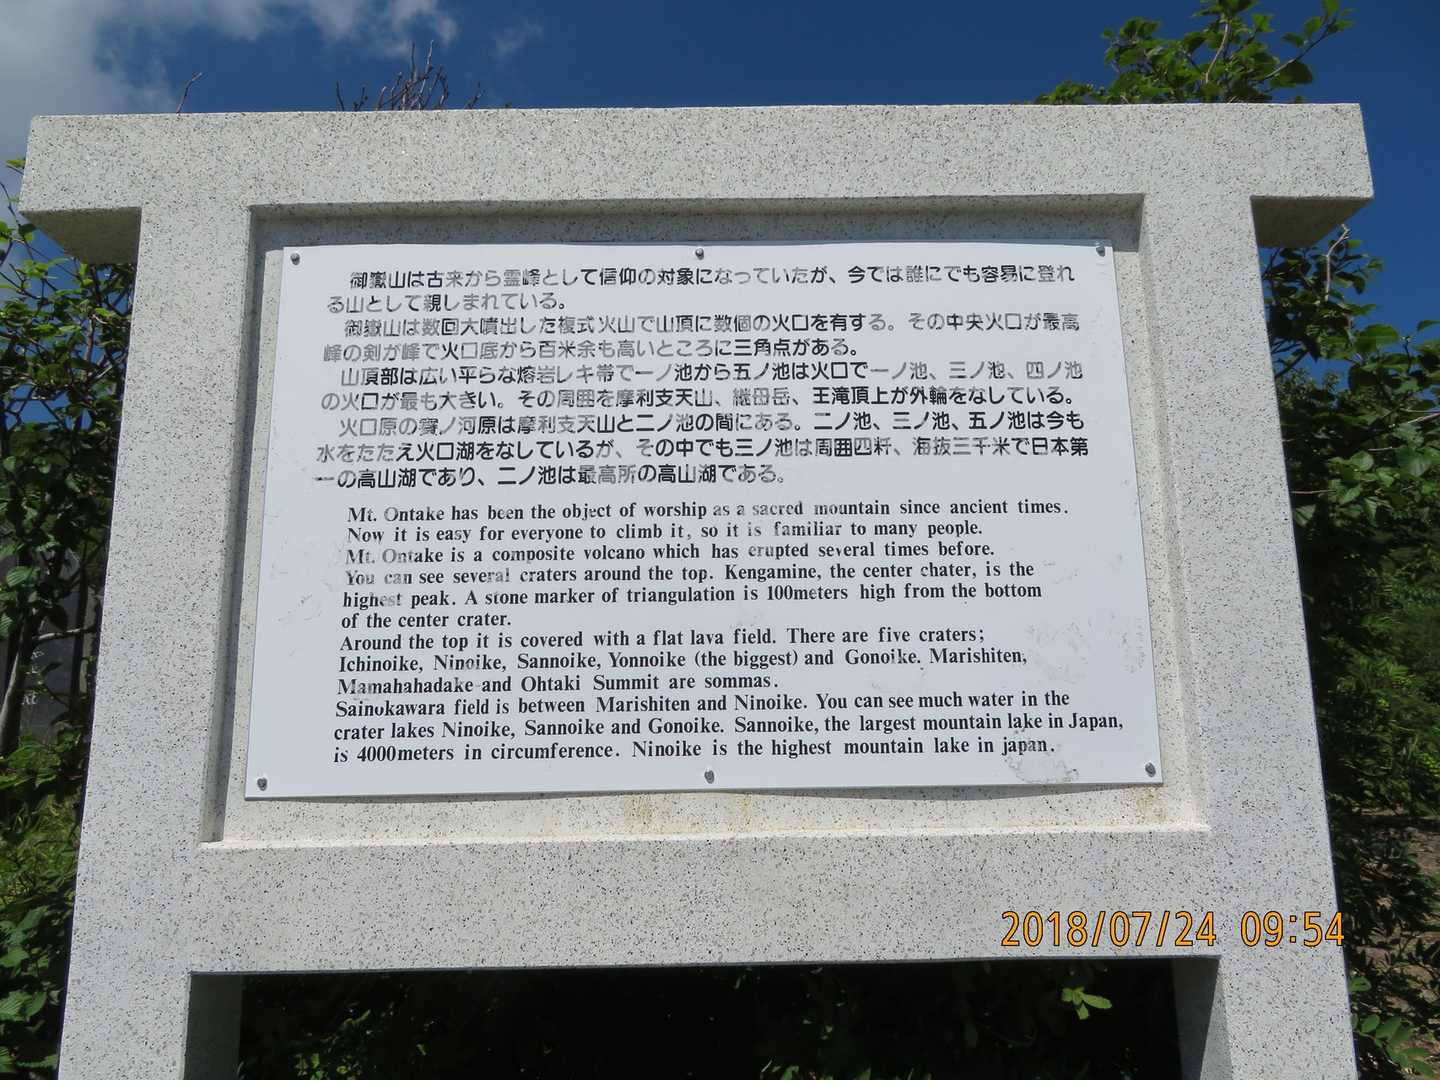 御嶽山は古来から霊峰として信仰の対象になっていたが、今では誰にでも容易に登れ
る山として親しまれている。
御嶽山は数回大噴出した複式火山で山頂に数個の火口を有する。その中央火口が最高
峰の剣が峰で火口底から百米余も高いところに三角点がある。
山頂部は広い平らな熔岩レキ帯で一ノ池から五ノ池は火口で一ノ池、三ノ池、四ノ池
の火口が最も大きい。その周囲を摩利支天山、継母岳、王滝頂上が外輪をなしている。
火口原の賽ノ河原は摩利支天山と二ノ池の間にある。二ノ池、三ノ池、五ノ池は今も
水をたたえ火口湖をなしているが、その中でも三ノ池は周囲四粁、海抜三千米で日本第
一の高山湖であり、二ノ池は最高所の高山湖である。
Mt. Ontake has been the object of worship as a sacred mountain since ancient times.
Now it is easy for everyone to climb it, so it is familiar to many people.
Mt. Ontake is a composite volcano which has erupted several times before.
You can see several craters around the top. Kengamine, the center chater, is the
highest peak. A stone marker of triangulation is 100meters high from the bottom
of the center crater.
Around the top it is covered with a flat lava field. There are five craters;
Ichinoike, Ninoike, Sannoike, Yonnoike (the biggest) and Gonoike. Marishiten,
Mamahahadake and Ohtaki Summit are sommas.
Sainokawara field is between Marishiten and Ninoike. You can see much water in the
crater lakes Ninoike, Sannoike and Gonoike. Sannoike, the largest mountain lake in Japan,
is 4000meters in circumference. Ninoike is the highest mountain lake in japan.
2018/07/24 09:54